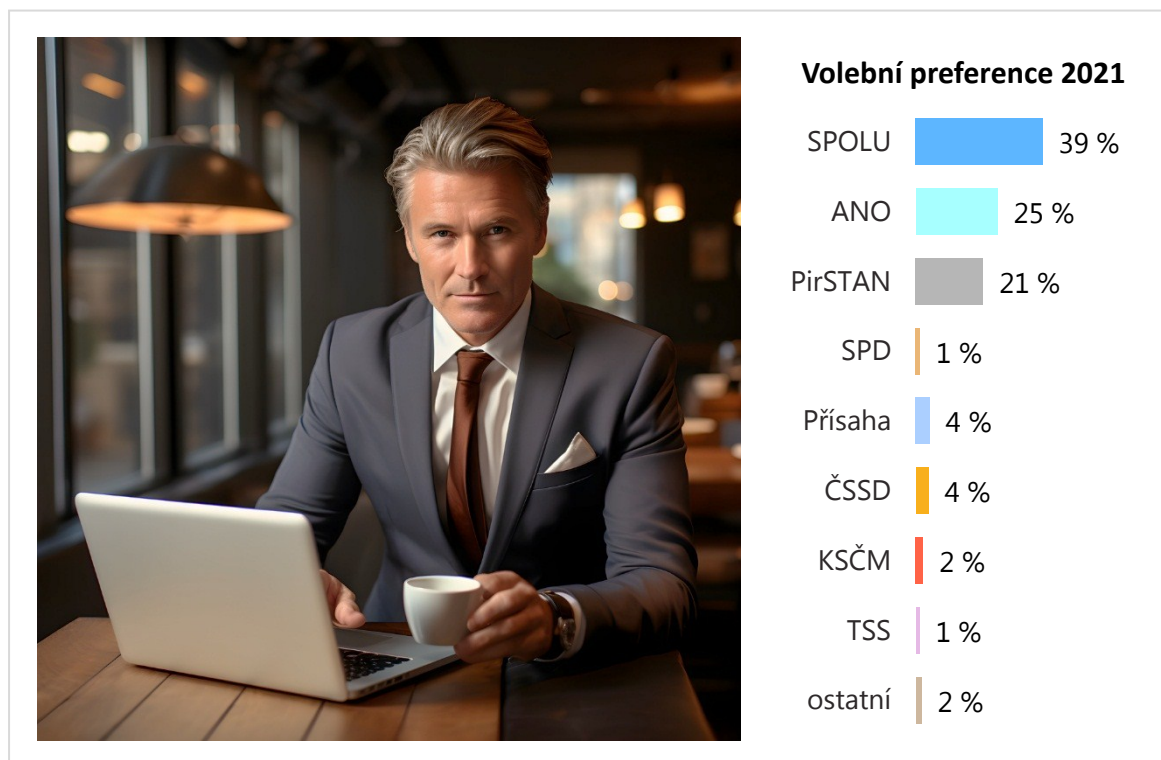 Volební preference 2021
SPOLU 39 %
ANO 25 %
PirSTAN 21 %
SPD 1 %
Přísaha 4 %
ČSSD 4 %
KSČM 2 %
TSS 1 %
ostatní 2 %